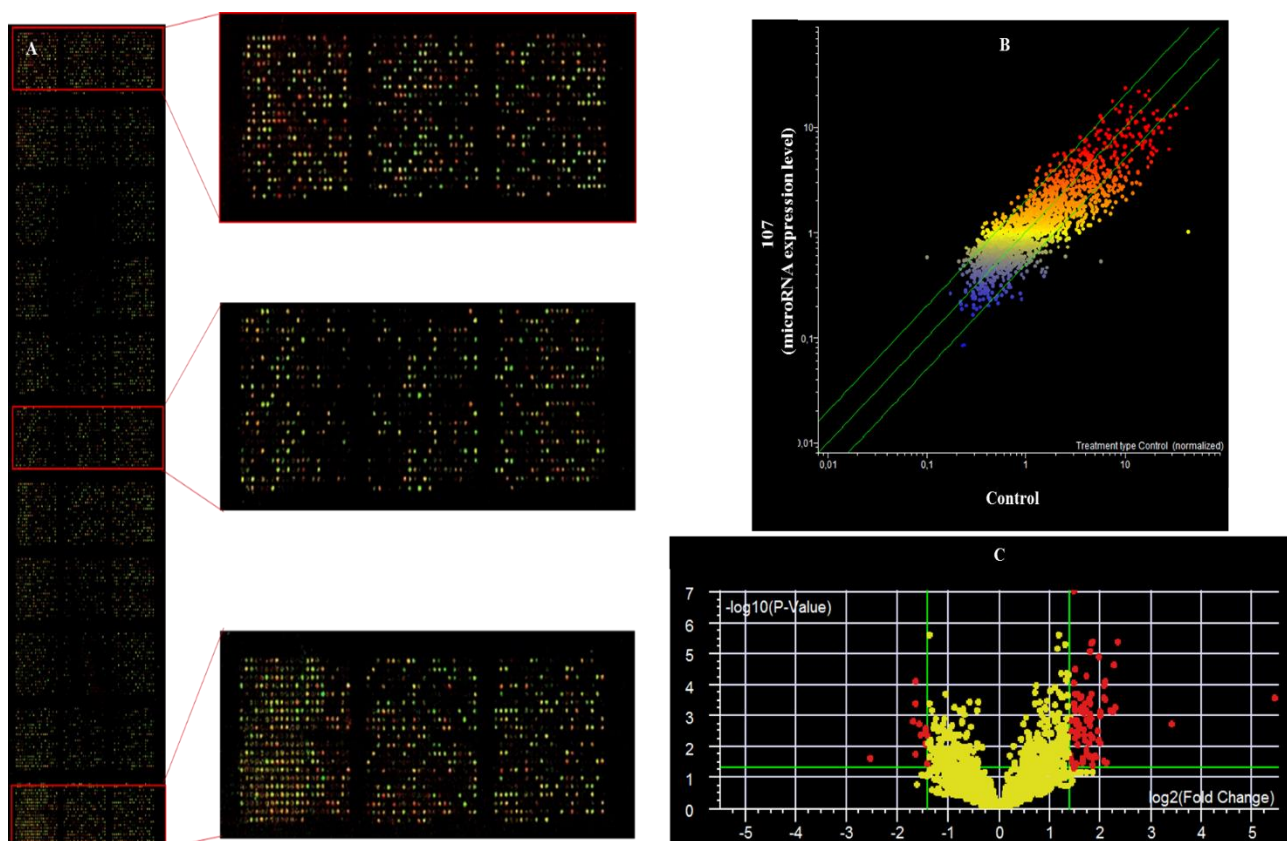 A
B
107
(microRNA expression level)
10
1
0,1
0,01
Treatment type Control (normalized)
0,01 0,1 1 10
Control
C
7
-log10(P-Value)
6
5
4
3
2
1
log2(Fold Change)
0
-5 -4 -3 -2 -1 0 1 2 3 4 5